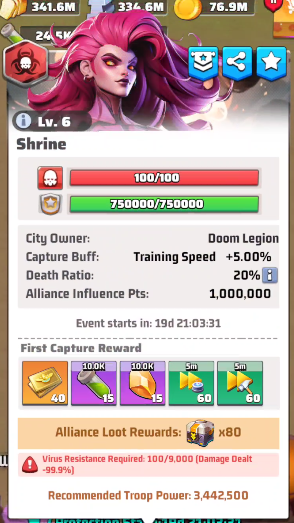 341.6M 334.6M 76.9M
24.5K
Lv. 6
Shrine
100/100
750000/750000
City Owner: Doom Legion
Capture Buff: Training Speed +5.00%
Death Ratio: 20%
Alliance Influence Pts: 1,000,000
Event starts in: 19d 21:03:31
First Capture Reward
10.0K 10.0K 5m 5m
40 15 15 60 60
Alliance Loot Rewards: x80
Virus Resistance Required: 100/9,000 (Damage Dealt
-99.9%)
Recommended Troop Power: 3,442,500